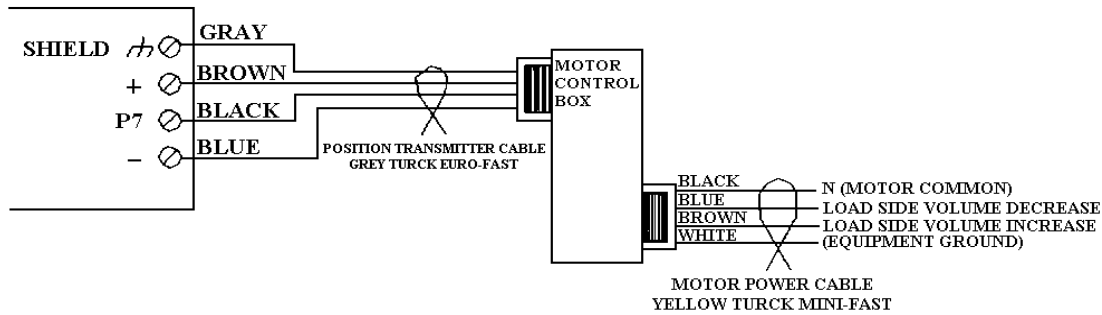 SHIELD
+
P7
–
GRAY
BROWN
BLACK
BLUE
POSITION TRANSMITTER CABLE
GREY TURCK EURO-FAST
MOTOR
CONTROL
BOX
BLACK
BLUE
BROWN
WHITE
N (MOTOR COMMON)
LOAD SIDE VOLUME DECREASE
LOAD SIDE VOLUME INCREASE
(EQUIPMENT GROUND)
MOTOR POWER CABLE
YELLOW TURCK MINI-FAST